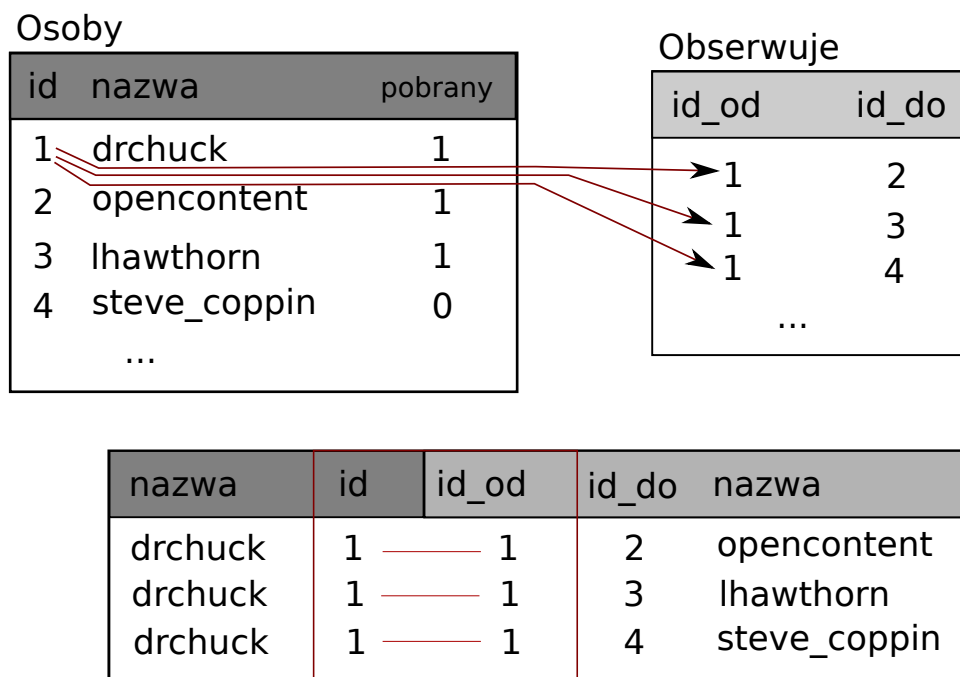 Osoby
id nazwa pobrany
1 drchuck 1
2 opencontent 1
3 lhawthorn 1
4 steve_coppin 0
...
Obserwuje
id_od id_do
1 2
1 3
1 4
...
nazwa id id_od id_do nazwa
drchuck 1 1 2 opencontent
drchuck 1 1 3 lhawthorn
drchuck 1 1 4 steve_coppin